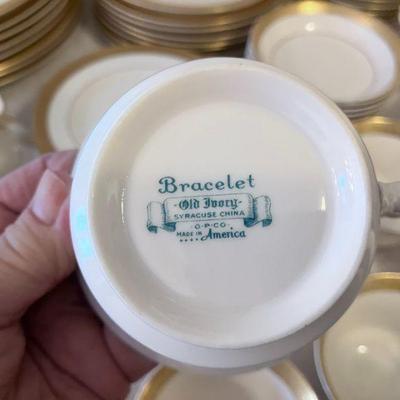 Bracelet
Old Ivory
SYRACUSE CHINA
O.P.CO.
MADE IN America